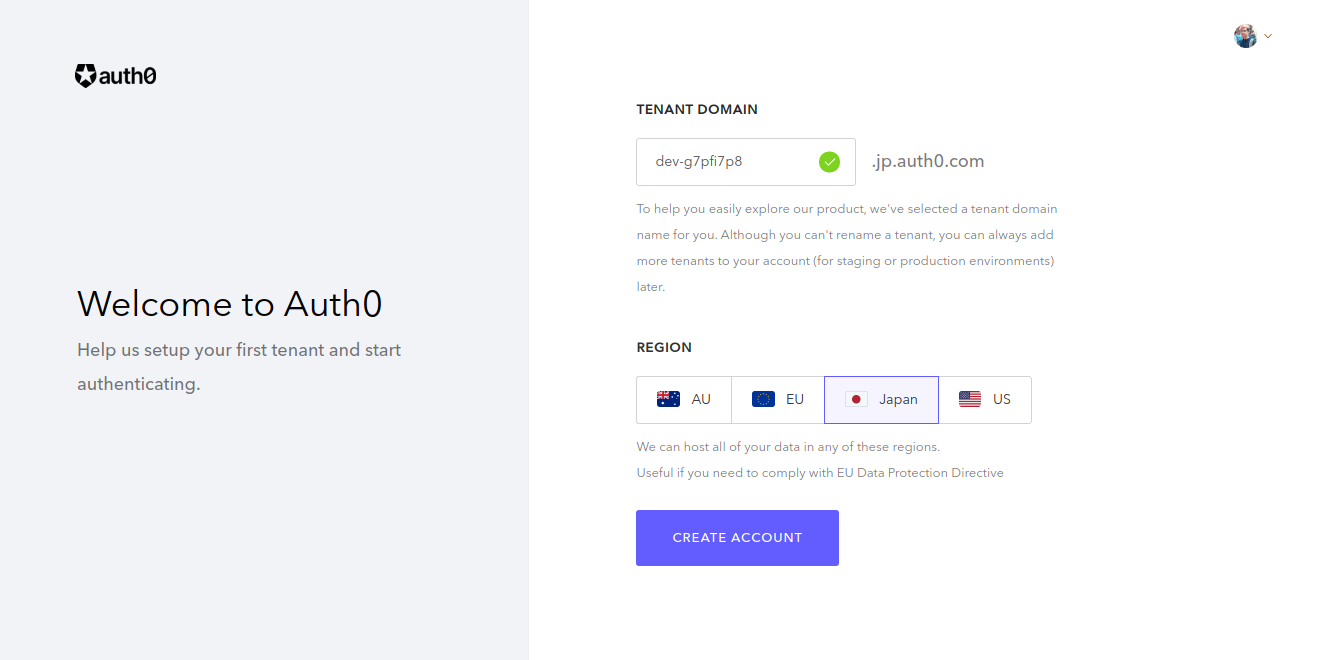 auth0
TENANT DOMAIN
dev-g7pfi7p8
.jp.auth0.com
To help you easily explore our product, we've selected a tenant domain
name for you. Although you can't rename a tenant, you can always add
more tenants to your account (for staging or production environments)
later.
Welcome to Auth0
Help us setup your first tenant and start
authenticating.
REGION
AU
EU
Japan
US
We can host all of your data in any of these regions.
Useful if you need to comply with EU Data Protection Directive
CREATE ACCOUNT